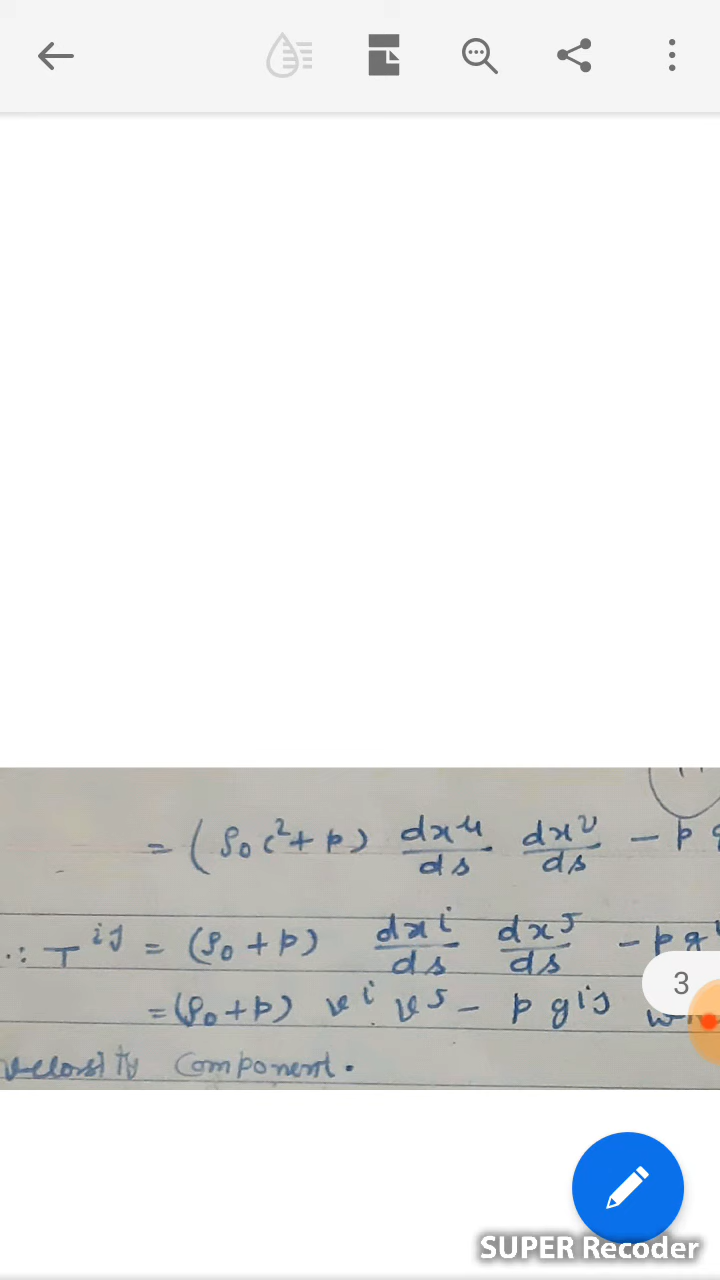 = (ρ₀c² + p) dx^μ/ds dx^ν/ds - p g
∴ T^ij = (ρ₀ + p) dx^i/ds dx^j/ds - p g^i
= (ρ₀ + p) v^i v^j - p g^ij
3
velocity component.
SUPER Recoder